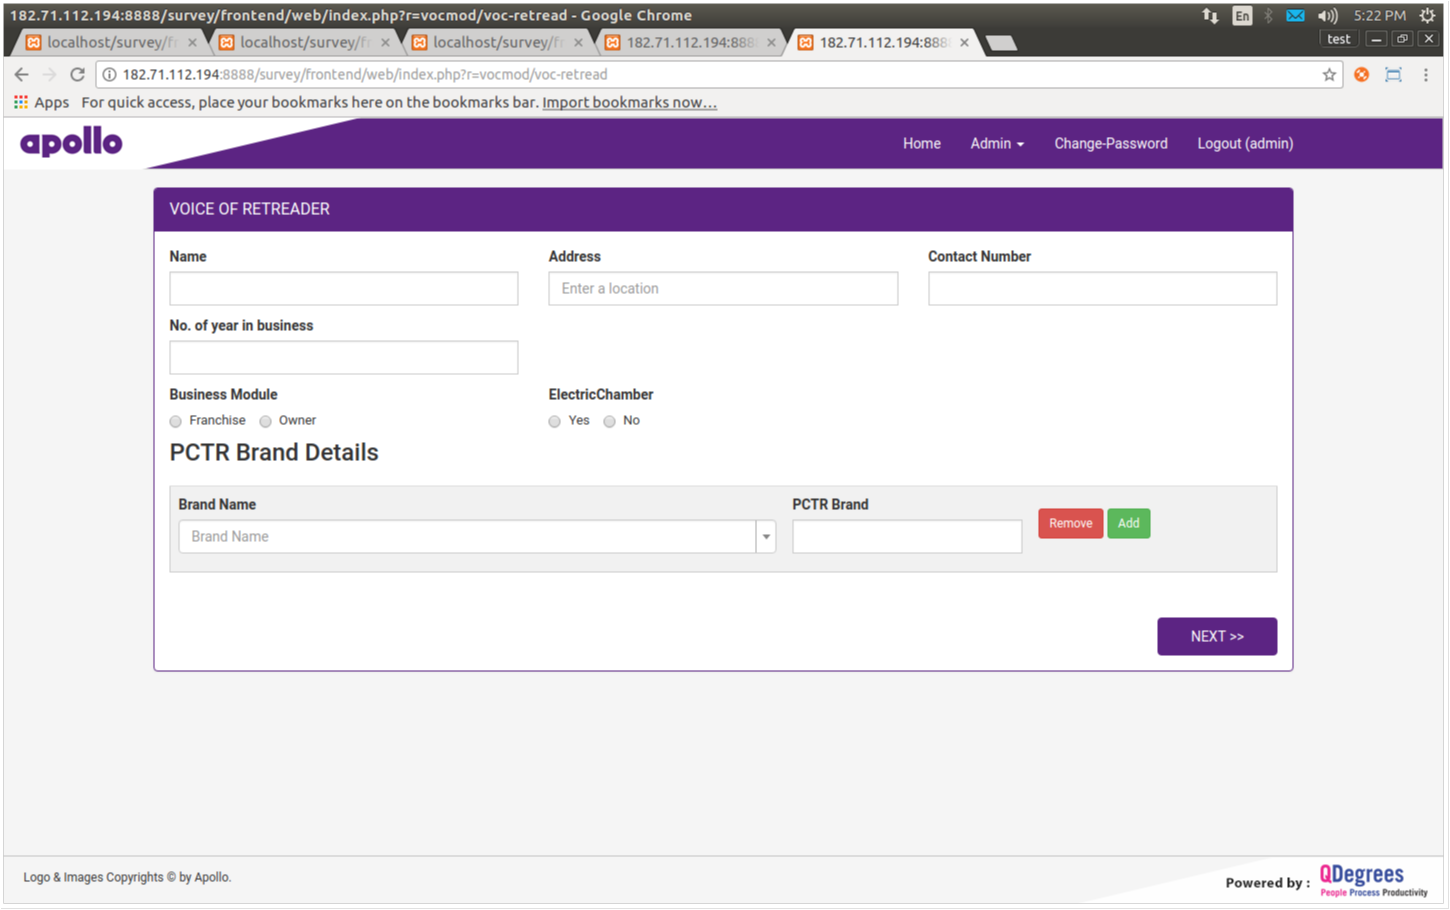 182.71.112.194:8888/survey/frontend/web/index.php?r=vocmod/voc-retread - Google Chrome
En
5:22 PM
localhost/survey/fr
localhost/survey/fr
localhost/survey/fr
182.71.112.194:888
182.71.112.194:888
test
182.71.112.194:8888/survey/frontend/web/index.php?r=vocmod/voc-retread
Apps For quick access, place your bookmarks here on the bookmarks bar. Import bookmarks now...
apollo
Home Admin Change-Password Logout (admin)
VOICE OF RETREADER
Name Address Contact Number
Enter a location
No. of year in business
Business Module ElectricChamber
Franchise Owner Yes No
PCTR Brand Details
Brand Name PCTR Brand
Brand Name
Remove Add
NEXT >>
Logo & Images Copyrights © by Apollo.
Powered by :
QDegrees
People Process Productivity